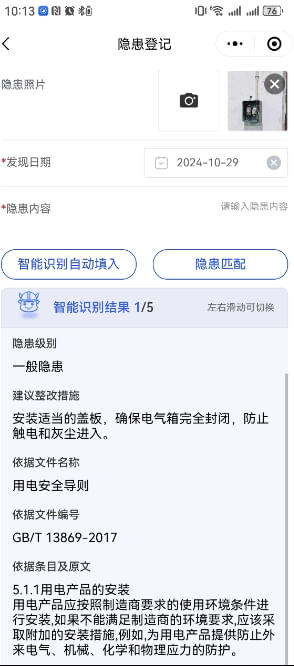 10:13
76
隐患登记
隐患照片
*发现日期
2024-10-29
*隐患内容
请输入隐患内容
智能识别自动填入
隐患匹配
智能识别结果 1/5
左右滑动可切换
隐患级别
一般隐患
建议整改措施
安装适当的盖板，确保电气箱完全封闭，防止
触电和灰尘进入。
依据文件名称
用电安全导则
依据文件编号
GB/T 13869-2017
依据条目及原文
5.1.1用电产品的安装
用电产品应按照制造商要求的使用环境条件进
行安装,如果不能满足制造商的环境要求,应该采
取附加的安装措施,例如,为用电产品提供防止外
来电气、机械、化学和物理应力的防护。